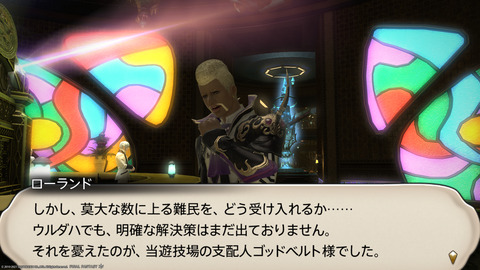 ローランド
しかし、莫大な数に上る難民を、どう受け入れるか……
ウルダハでも、明確な解決策はまだ出ておりません。
それを憂えたのが、当遊技場の支配人ゴッドベルト様でした。